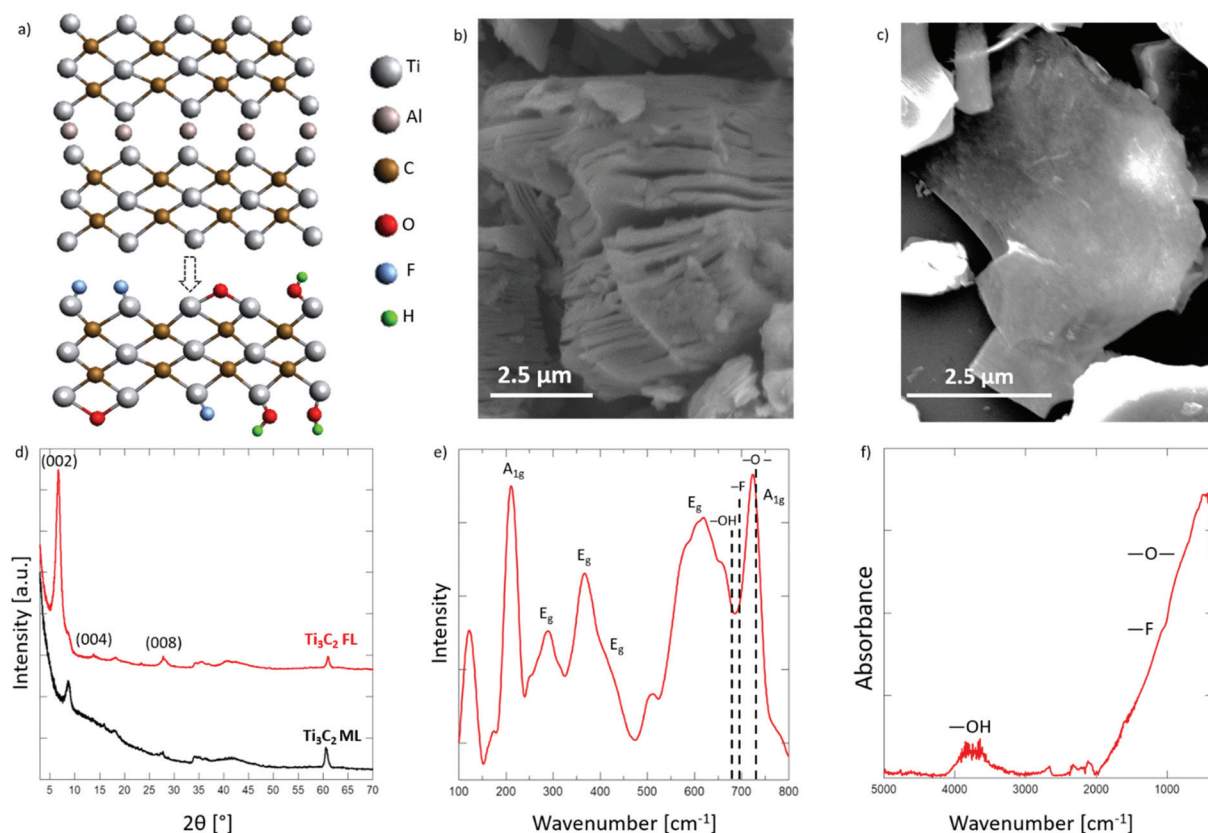 a)
Ti
Al
C
O
F
H
b)
2.5 µm
c)
2.5 µm
d)
(002)
(004)
(008)
Ti₃C₂ FL
Ti₃C₂ ML
Intensity [a.u.]
5 10 15 20 25 30 35 40 45 50 55 60 65 70
2θ [°]
e)
A₁g
Eg
Eg
Eg
Eg
–OH
–F
–O–
A₁g
Intensity
100 200 300 400 500 600 700 800
Wavenumber [cm⁻¹]
f)
—O—
—F
—OH
Absorbance
5000 4000 3000 2000 1000
Wavenumber [cm⁻¹]